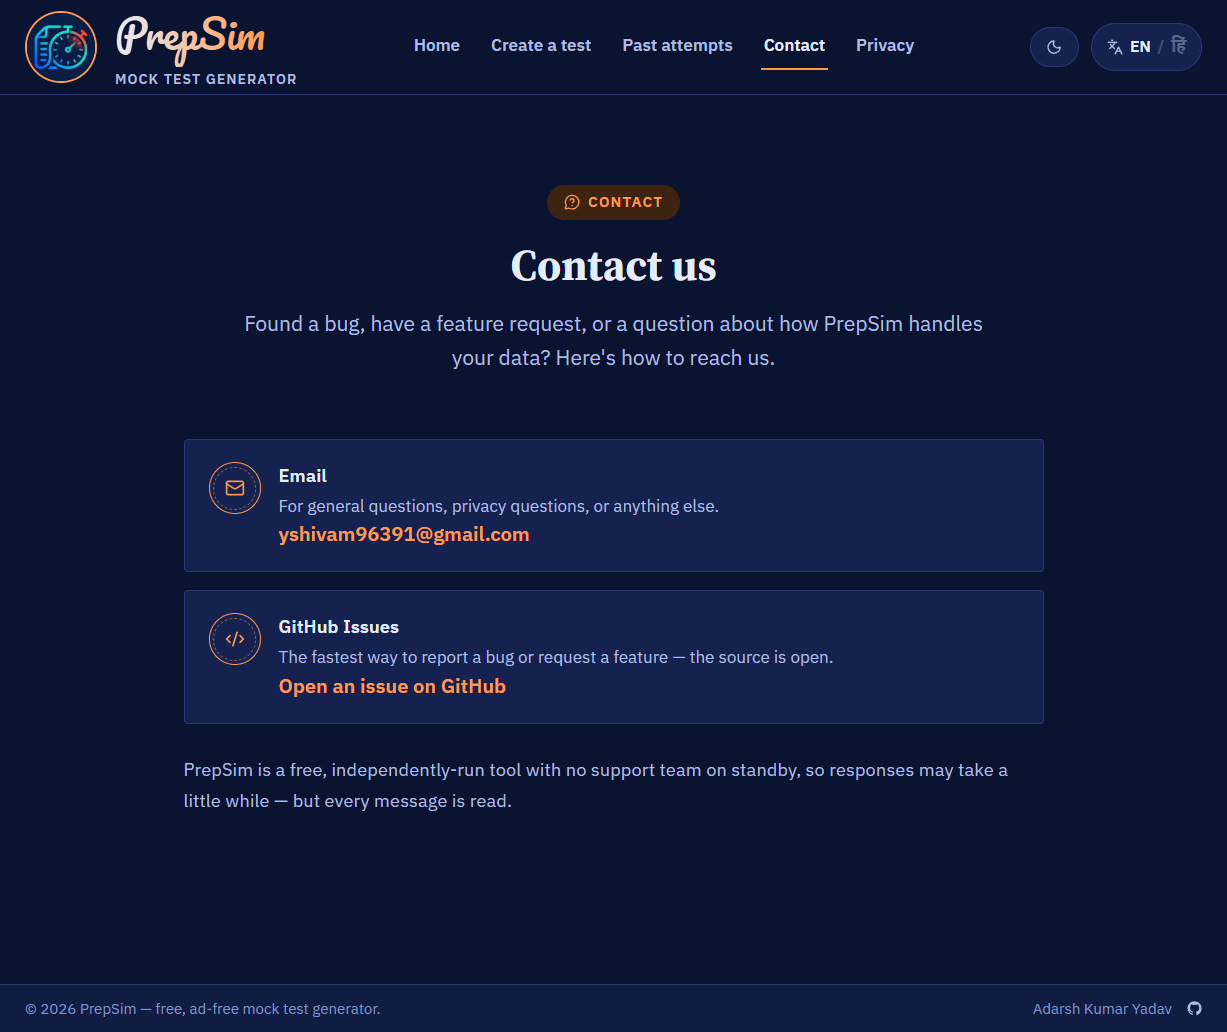 PrepSim
MOCK TEST GENERATOR
Home
Create a test
Past attempts
Contact
Privacy
EN / हिं
CONTACT
Contact us
Found a bug, have a feature request, or a question about how PrepSim handles
your data? Here's how to reach us.
Email
For general questions, privacy questions, or anything else.
yshivam96391@gmail.com
GitHub Issues
The fastest way to report a bug or request a feature — the source is open.
Open an issue on GitHub
PrepSim is a free, independently-run tool with no support team on standby, so responses may take a
little while — but every message is read.
© 2026 PrepSim — free, ad-free mock test generator.
Adarsh Kumar Yadav